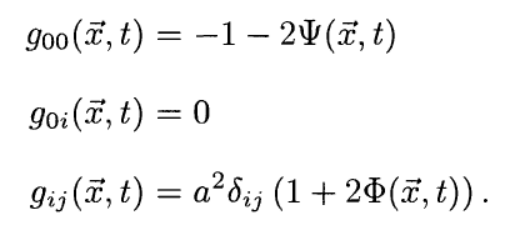 g₀₀(x⃗, t) = −1 − 2Ψ(x⃗, t)
g₀ᵢ(x⃗, t) = 0
gᵢⱼ(x⃗, t) = a²δᵢⱼ (1 + 2Φ(x⃗, t)) .